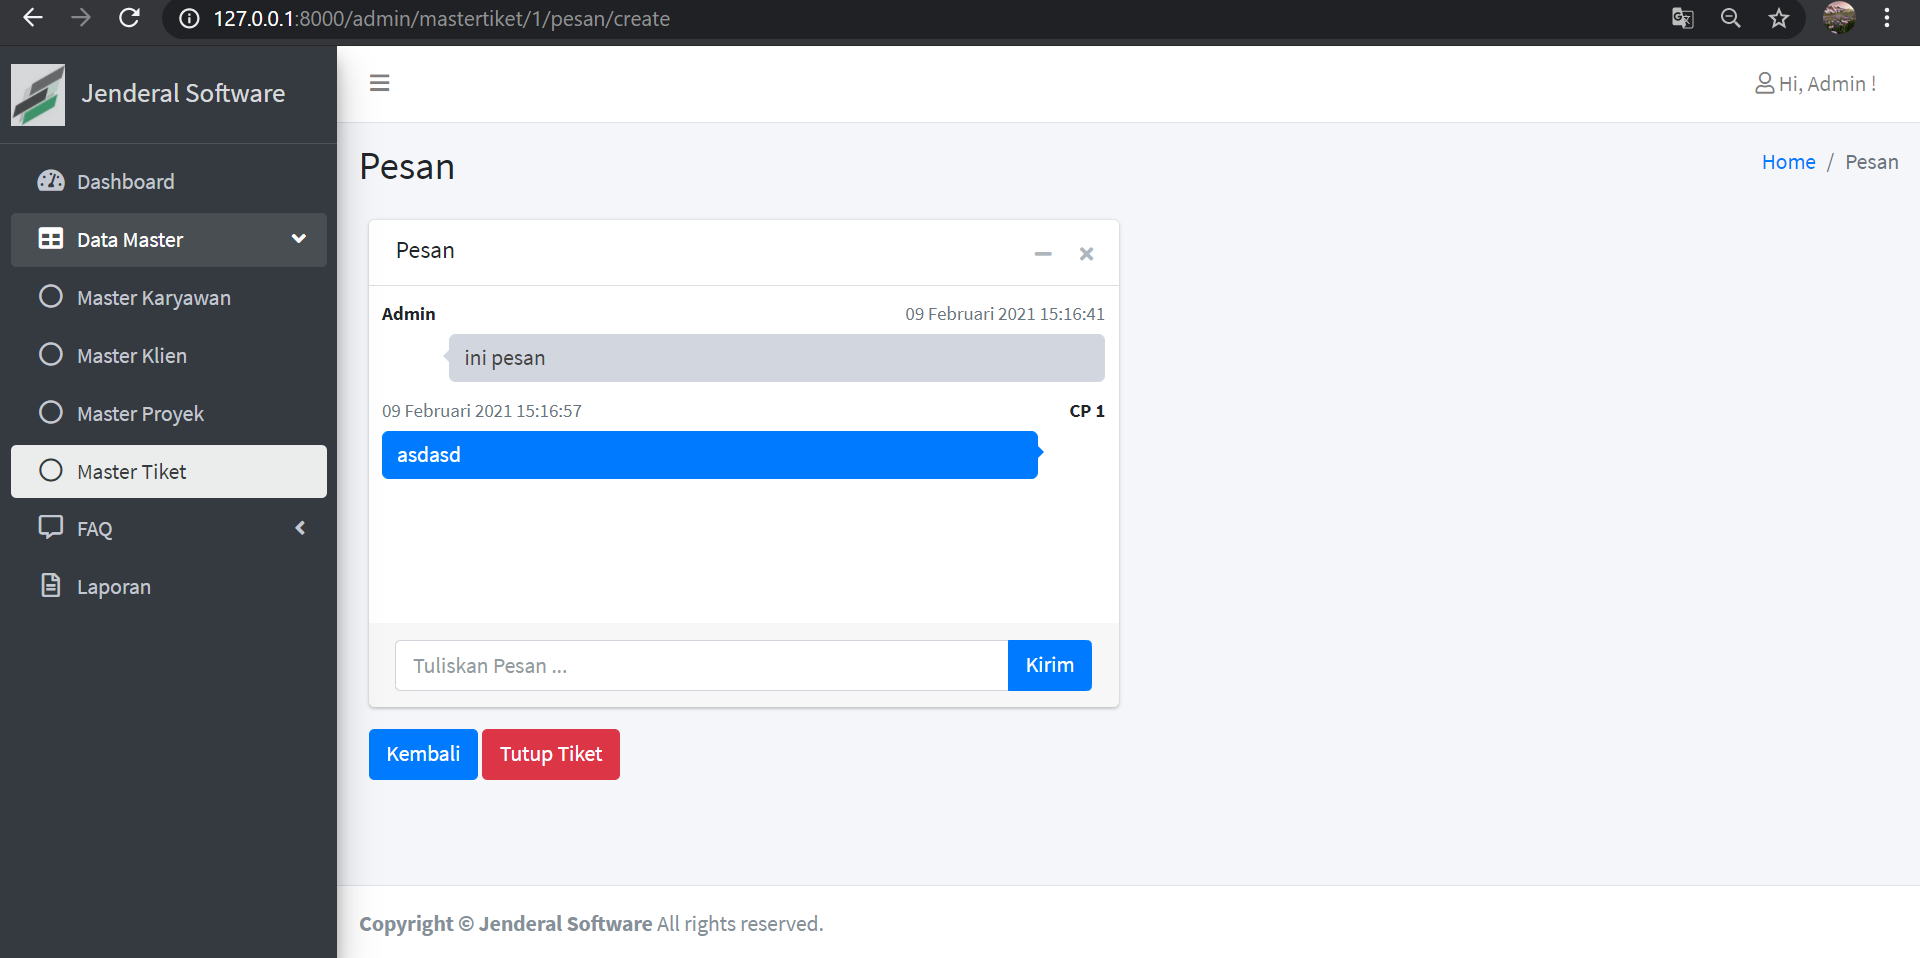 127.0.0.1:8000/admin/mastertiket/1/pesan/create
Jenderal Software
Hi, Admin !
Dashboard
Data Master
Master Karyawan
Master Klien
Master Proyek
Master Tiket
FAQ
Laporan
Pesan
Home / Pesan
Pesan
Admin 09 Februari 2021 15:16:41
ini pesan
09 Februari 2021 15:16:57 CP 1
asdasd
Tuliskan Pesan ... Kirim
Kembali Tutup Tiket
Copyright © Jenderal Software All rights reserved.